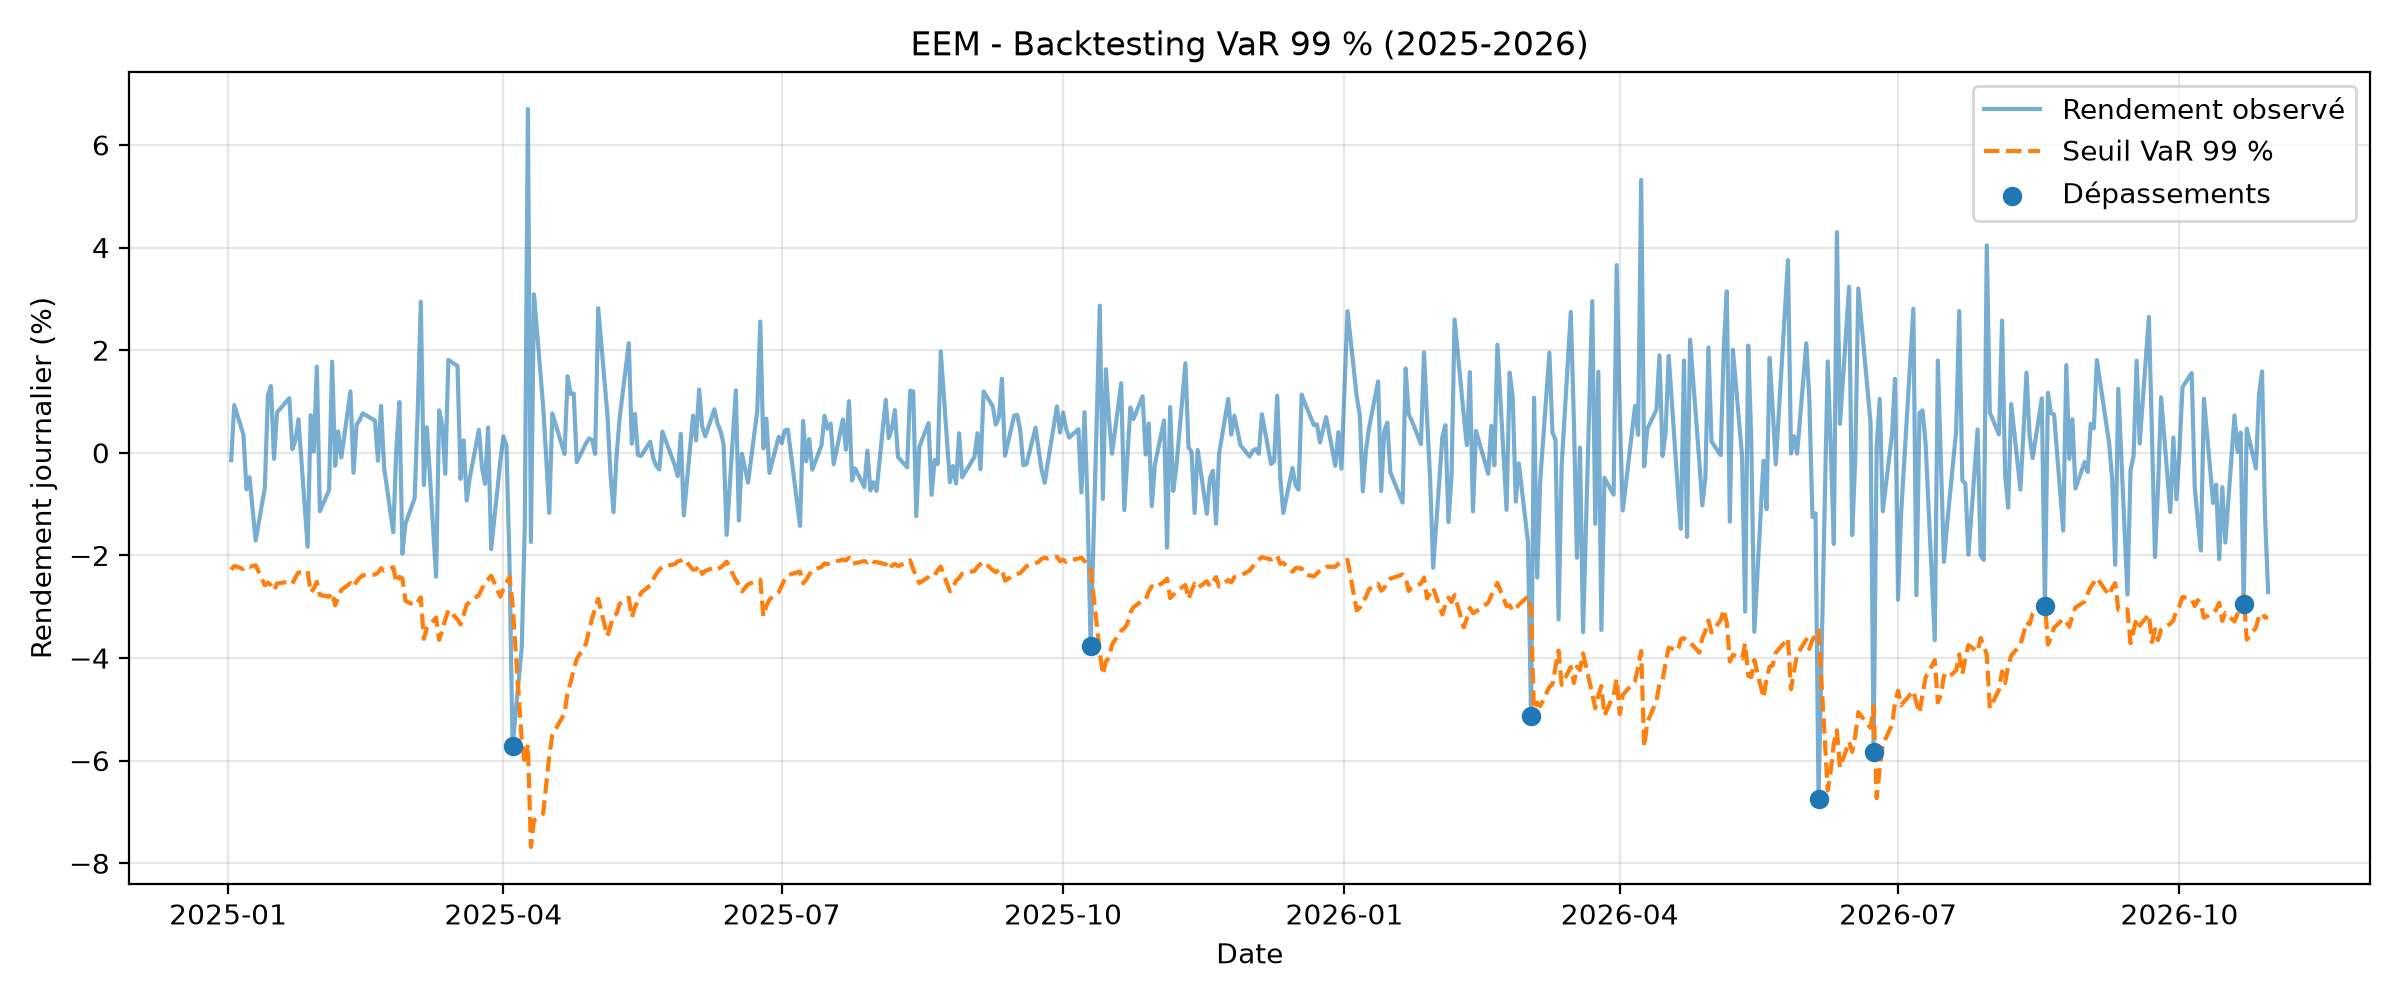 EEM - Backtesting VaR 99 % (2025-2026)
Rendement observé
Seuil VaR 99 %
Dépassements
Rendement journalier (%)
6
4
2
0
−2
−4
−6
−8
2025-01 2025-04 2025-07 2025-10 2026-01 2026-04 2026-07 2026-10
Date